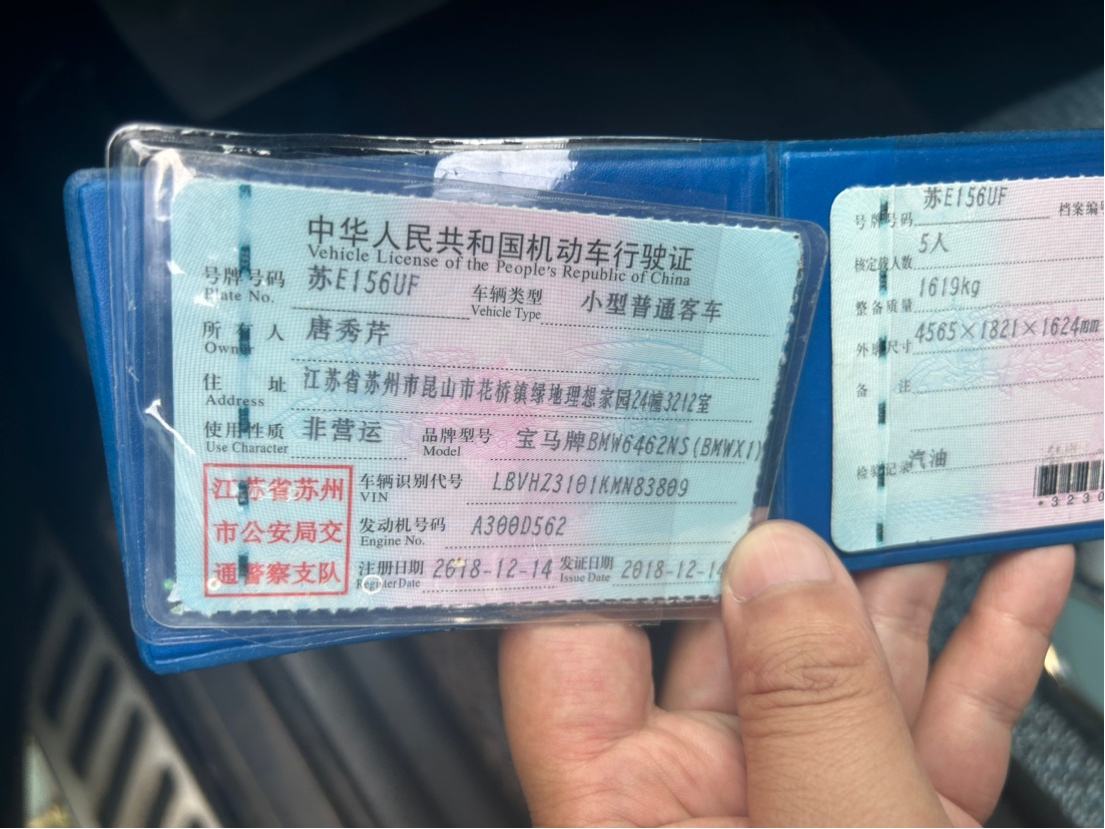 中华人民共和国机动车行驶证
Vehicle License of the People's Republic of China
号牌号码 苏E156UF 车辆类型 小型普通客车
Plate No. Vehicle Type
所有人 唐秀芹
Owner
住址 江苏省苏州市昆山市花桥镇绿地理想家园24幢3212室
Address
使用性质 非营运 品牌型号 宝马牌BMW6462NS(BMWX1)
Use Character Model
江苏省苏州
市公安局交
通警察支队
车辆识别代号 LBVHZ3101KMN83809
VIN
发动机号码 A300D562
Engine No.
注册日期 2018-12-14 发证日期 2018-12-14
Register Date Issue Date
号牌号码 苏E156UF 档案编号
核定载人数 5人
整备质量 1619kg
外廓尺寸 4565×1821×1624mm
备注
检验记录 汽油
*3230